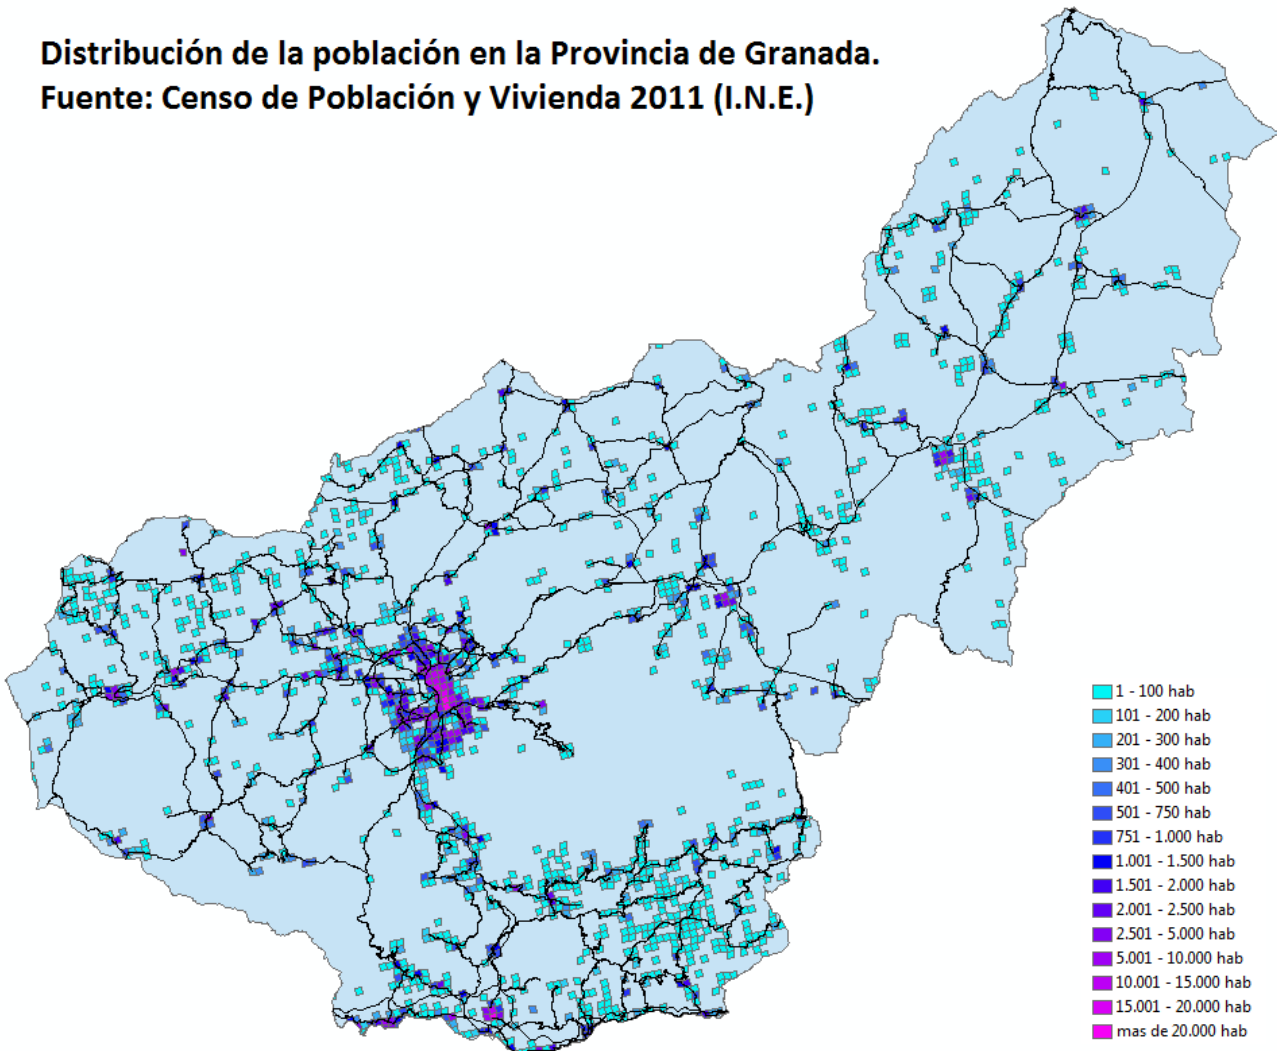 Distribución de la población en la Provincia de Granada.
Fuente: Censo de Población y Vivienda 2011 (I.N.E.)
1 - 100 hab
101 - 200 hab
201 - 300 hab
301 - 400 hab
401 - 500 hab
501 - 750 hab
751 - 1.000 hab
1.001 - 1.500 hab
1.501 - 2.000 hab
2.001 - 2.500 hab
2.501 - 5.000 hab
5.001 - 10.000 hab
10.001 - 15.000 hab
15.001 - 20.000 hab
mas de 20.000 hab